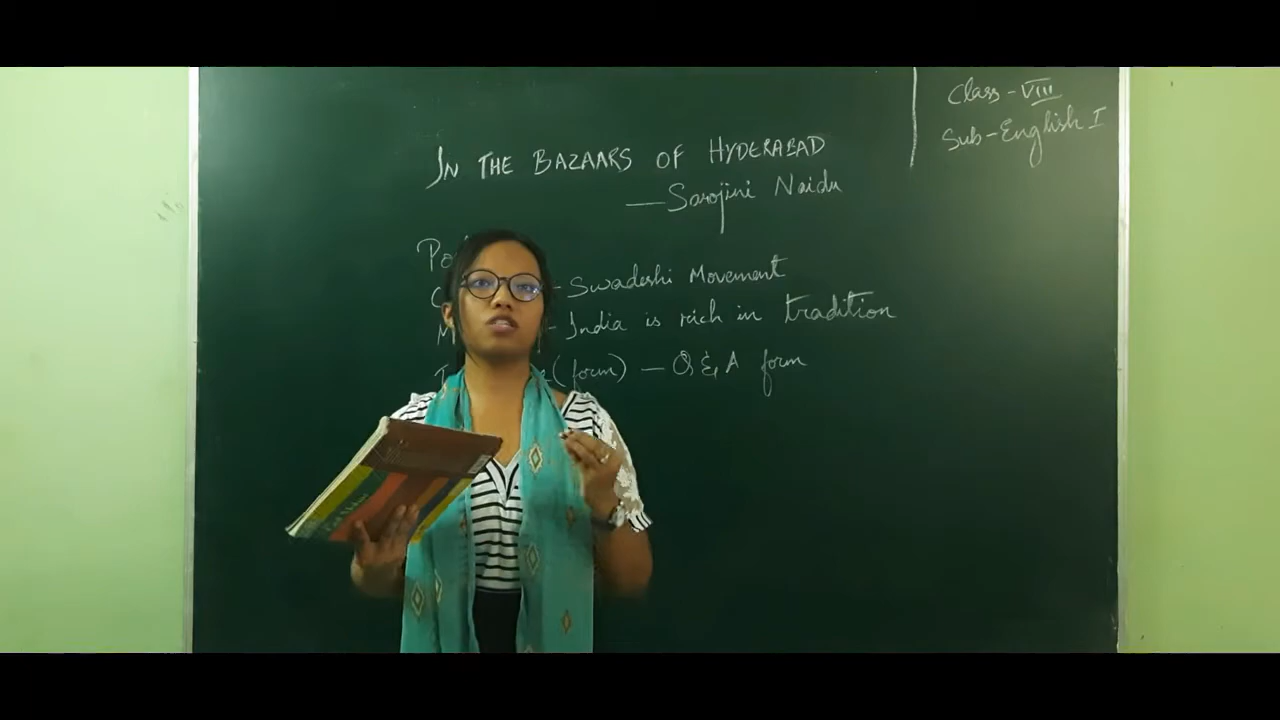 Class - VIII
Sub - English I
IN THE BAZAARS OF HYDERABAD
— Sarojini Naidu
- Swadeshi Movement
- India is rich in tradition
(form) — Q & A form